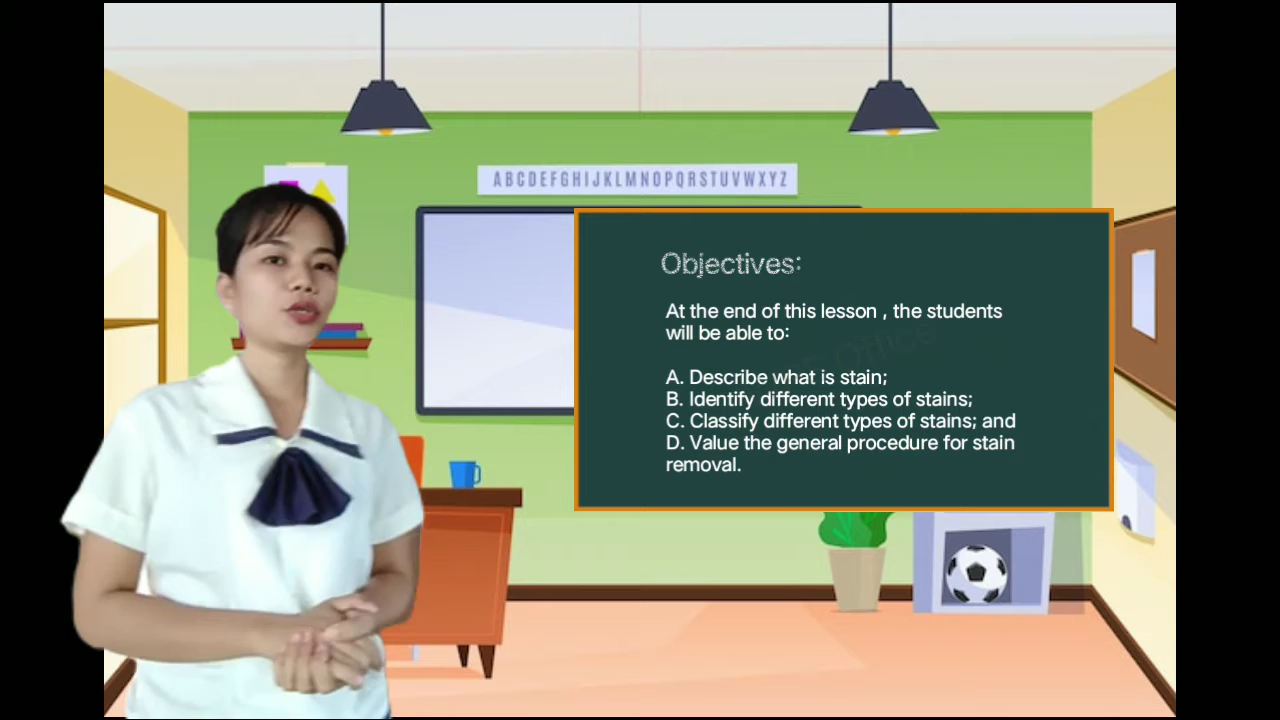 ABCDEFGHIJKLMNOPQRSTUVWXYZ
Objectives:
At the end of this lesson , the students
will be able to:
A. Describe what is stain;
B. Identify different types of stains;
C. Classify different types of stains; and
D. Value the general procedure for stain
removal.